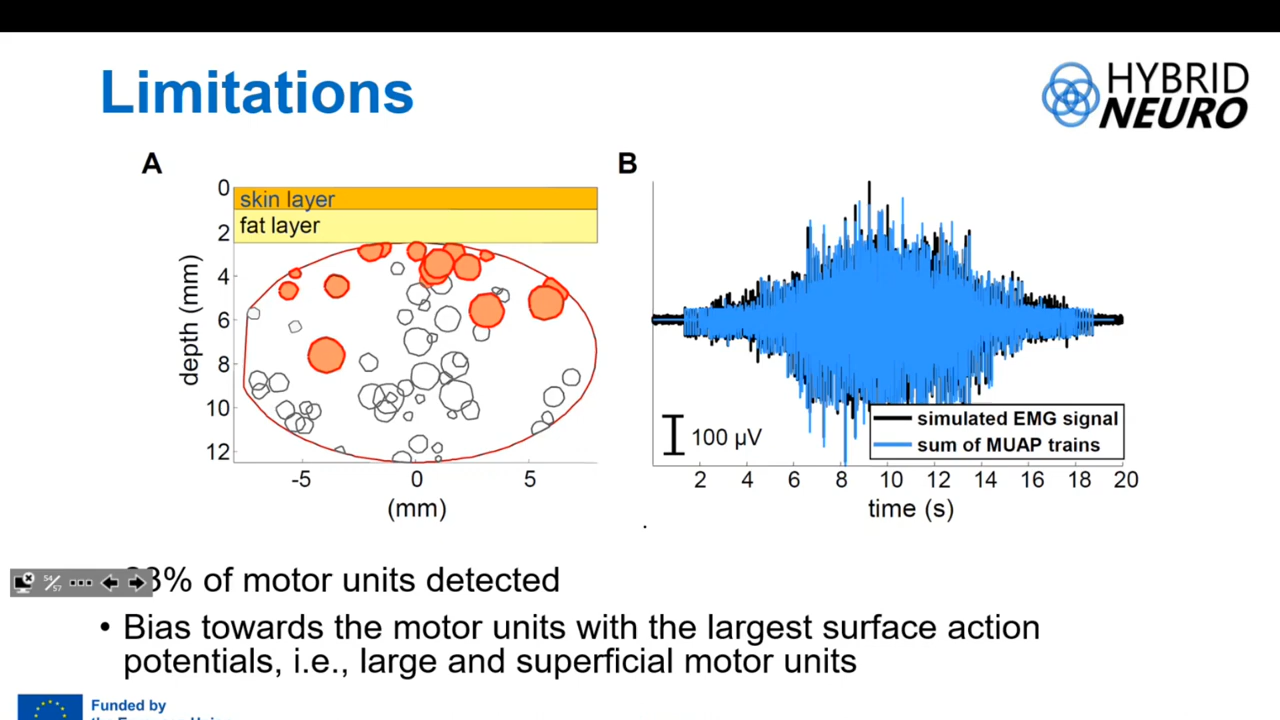 Limitations
HYBRID
NEURO
A
B
0
skin layer
fat layer
2
4
6
8
10
12
depth (mm)
-5
0
5
(mm)
100 µV
simulated EMG signal
sum of MUAP trains
2
4
6
8
10
12
14
16
18
20
time (s)
3% of motor units detected
• Bias towards the motor units with the largest surface action
potentials, i.e., large and superficial motor units
54/57
Funded by